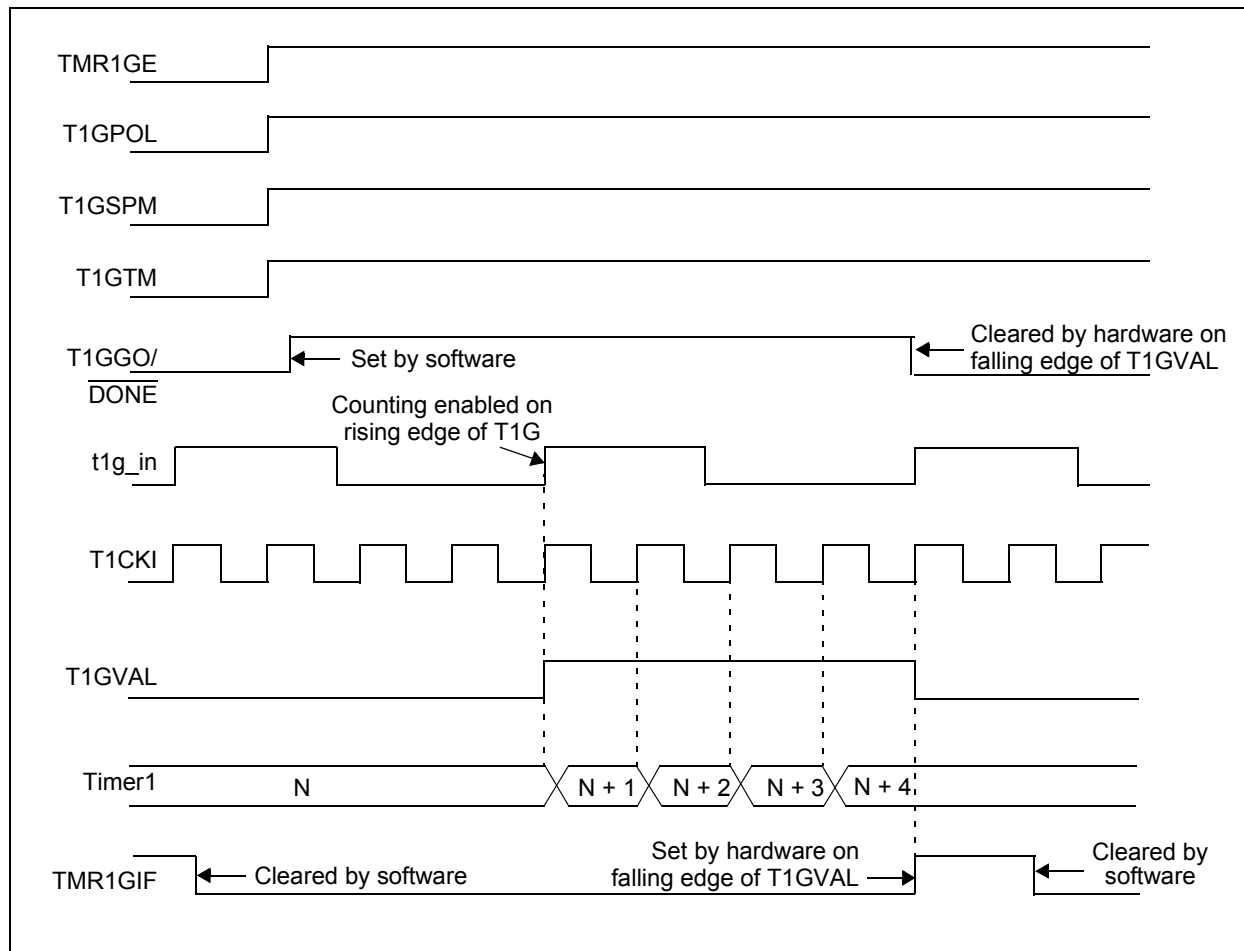 TMR1GE
T1GPOL
T1GSPM
T1GTM
T1GGO/
DONE
Set by software
Cleared by hardware on
falling edge of T1GVAL
Counting enabled on
rising edge of T1G
t1g_in
T1CKI
T1GVAL
Timer1
N
N + 1
N + 2
N + 3
N + 4
TMR1GIF
Cleared by software
Set by hardware on
falling edge of T1GVAL
Cleared by
software